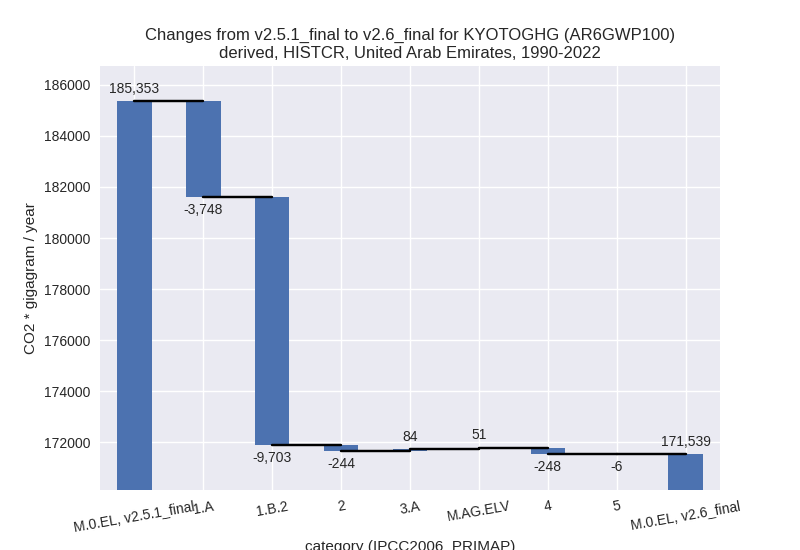 Changes from v2.5.1_final to v2.6_final for KYOTOGHG (AR6GWP100)
derived, HISTCR, United Arab Emirates, 1990-2022
186000
184000
182000
180000
178000
176000
174000
172000
CO2 * gigagram / year
185,353
-3,748
-9,703
-244
84
51
-248
-6
171,539
M.0.EL, v2.5.1_final
1.A
1.B.2
2
3.A
M.AG.ELV
4
5
M.0.EL, v2.6_final
category (IPCC2006_PRIMAP)